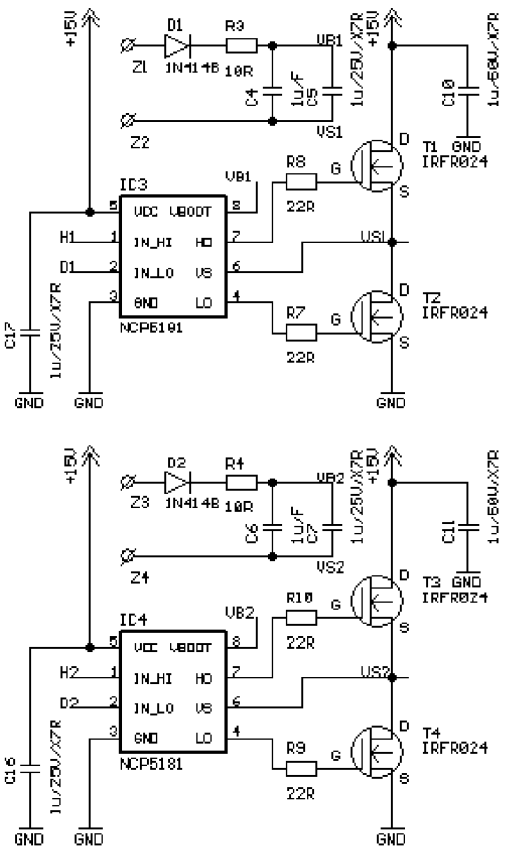 +15V
D1
R3
VB1
+15V
1u/25V/X7R
1u/50V/X7R
Z1
1N4148
10R
C4
1u/F
C5
C10
Z2
VS1
D
T1
GND
IRFR024
IC3
VB1
R8
G
S
5
VCC
VBOOT
8
22R
H1
1
IN_HI
HO
7
VS1
D1
2
IN_LO
VS
6
D
T2
3
GND
LO
4
R7
G
IRFR024
C17
1u/25V/X7R
NCP5181
22R
S
GND
GND
GND
+15V
D2
R4
VB2
+15V
1u/25V/X7R
1u/50V/X7R
Z3
1N4148
10R
C6
1u/F
C7
C11
Z4
VS2
D
T3
GND
IRFR024
IC4
VB2
R10
G
S
5
VCC
VBOOT
8
22R
H2
1
IN_HI
HO
7
VS2
D2
2
IN_LO
VS
6
D
T4
3
GND
LO
4
R9
G
IRFR024
C16
1u/25V/X7R
NCP5181
22R
S
GND
GND
GND